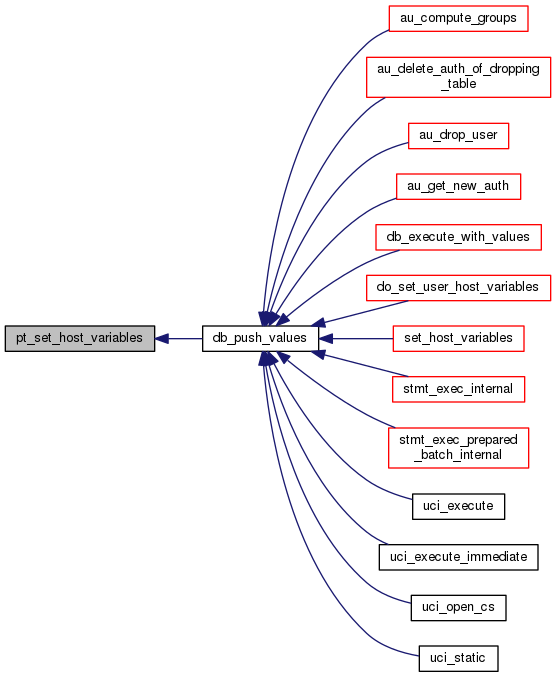 au_compute_groups
au_delete_auth_of_dropping
_table
au_drop_user
au_get_new_auth
db_execute_with_values
do_set_user_host_variables
pt_set_host_variables
db_push_values
set_host_variables
stmt_exec_internal
stmt_exec_prepared
_batch_internal
uci_execute
uci_execute_immediate
uci_open_cs
uci_static